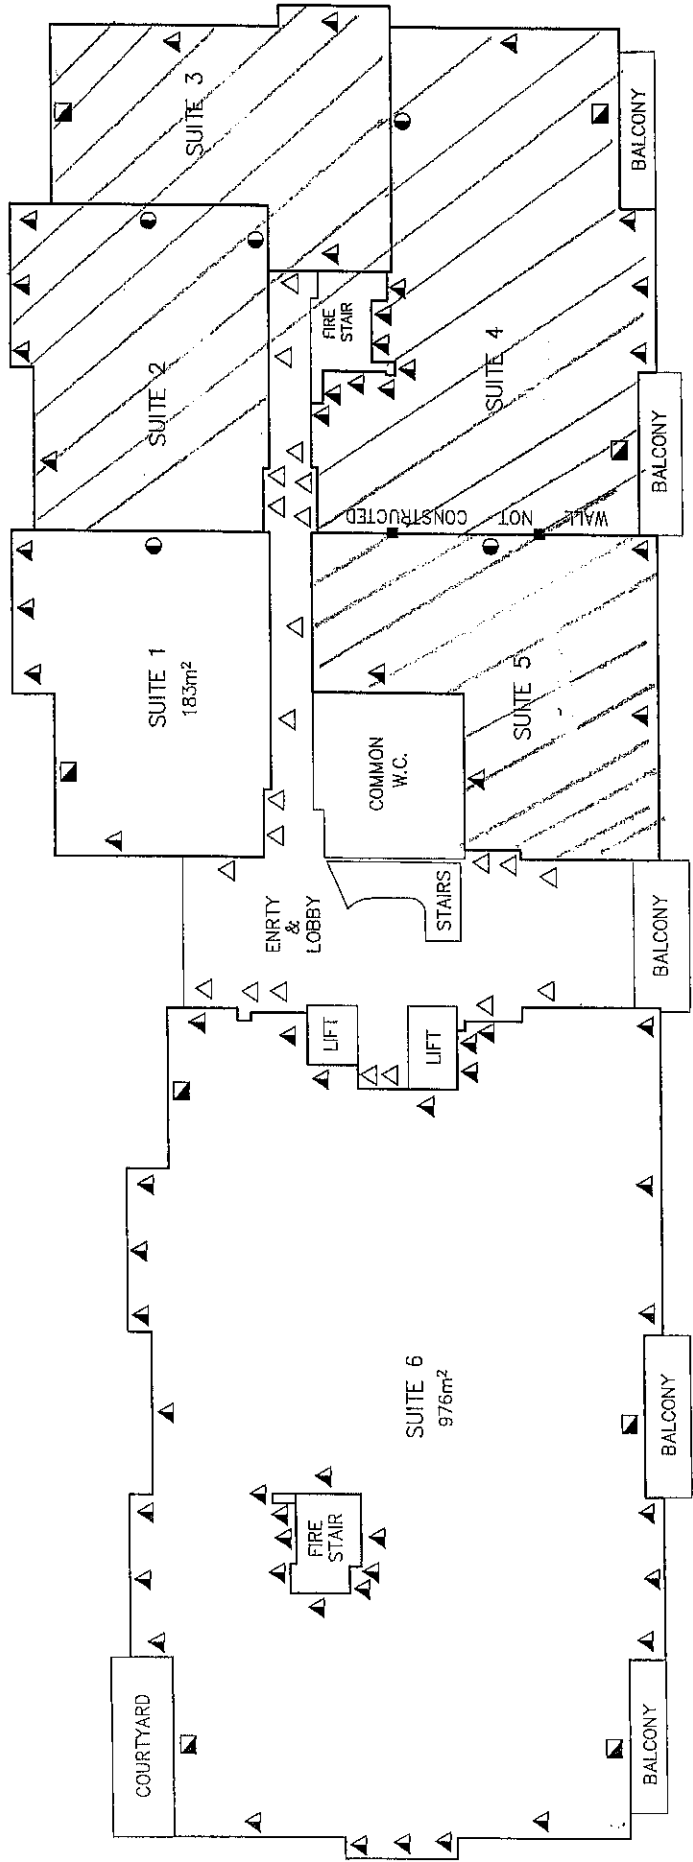 SUITE 3
BALCONY
FIRE
STAIR
SUITE 4
SUITE 2
BALCONY
WALL NOT CONSTRUCTED
SUITE 1
183m²
SUITE 5
COMMON
W.C.
ENRTY
&
LOBBY
STAIRS
BALCONY
LIFT
LIFT
SUITE 6
976m²
BALCONY
FIRE
STAIR
COURTYARD
BALCONY